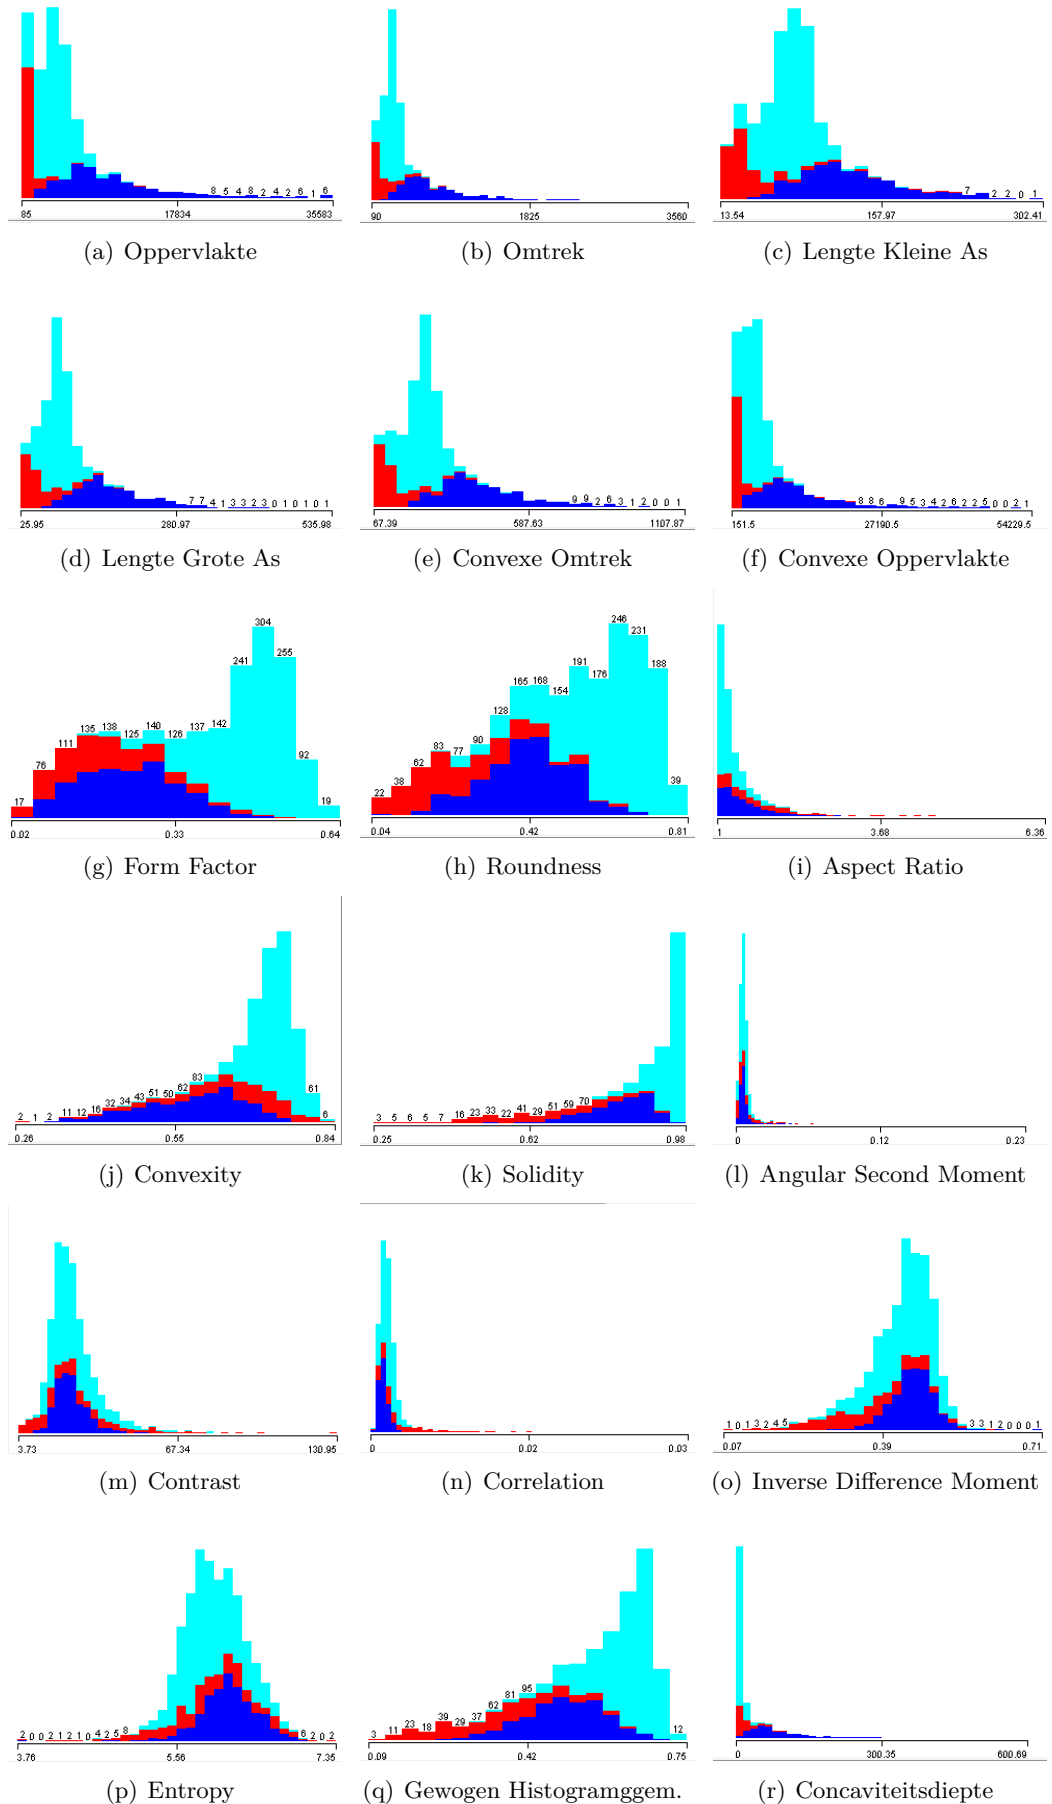 8 5 4 8 2 4 2 6 1 6
85 17834 35583
(a) Oppervlakte
90 1825 3560
(b) Omtrek
7 2 2 0 1
13.54 157.97 302.41
(c) Lengte Kleine As
7 7 4 1 3 3 2 3 0 1 0 1 0 1
25.95 280.97 535.98
(d) Lengte Grote As
9 9 2 6 3 1 2 0 0 1
67.39 587.63 1107.87
(e) Convexe Omtrek
8 8 6 9 5 3 4 2 6 2 2 5 0 0 2 1
151.5 27190.5 54229.5
(f) Convexe Oppervlakte
17 76 111 135 138 125 140 126 137 142 241 304 255 92 19
0.02 0.33 0.64
(g) Form Factor
22 38 62 83 77 90 128 165 168 154 191 176 246 231 188 39
0.04 0.42 0.81
(h) Roundness
1 3.68 6.36
(i) Aspect Ratio
2 1 2 11 12 16 32 34 43 51 50 62 83 61 6
0.26 0.55 0.84
(j) Convexity
3 5 6 5 7 16 23 33 22 41 29 51 59 70
0.25 0.62 0.98
(k) Solidity
0 0.12 0.23
(l) Angular Second Moment
3.73 67.34 130.95
(m) Contrast
0 0.02 0.03
(n) Correlation
1 0 1 3 2 4 5 3 3 1 2 0 0 0 1
0.07 0.39 0.71
(o) Inverse Difference Moment
2 0 0 2 1 2 1 0 4 2 5 8 6 2 0 2
3.76 5.56 7.35
(p) Entropy
3 11 23 18 39 29 37 62 81 95 12
0.09 0.42 0.75
(q) Gewogen Histogramggem.
0 300.35 600.69
(r) Concaviteitsdiepte